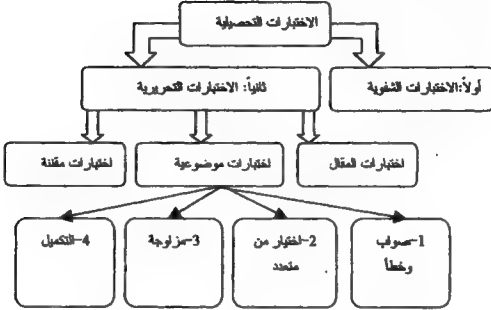 الاختبارات التحصيلية
أولاً:الاختبارات الشفوية
ثانياً: الاختبارات التحريرية
اختبارات المقال
اختبارات موضوعية
اختبارات مقننة
1-صواب
وخطأ
2-اختيار من
متعدد
3-مزاوجة
4-التكميل